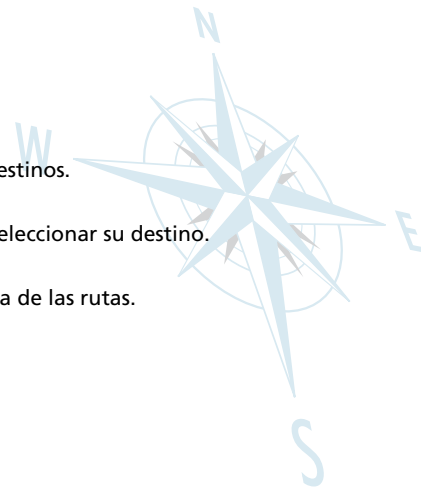 N
W
estinos.
eleccionar su destino.
E
a de las rutas.
S